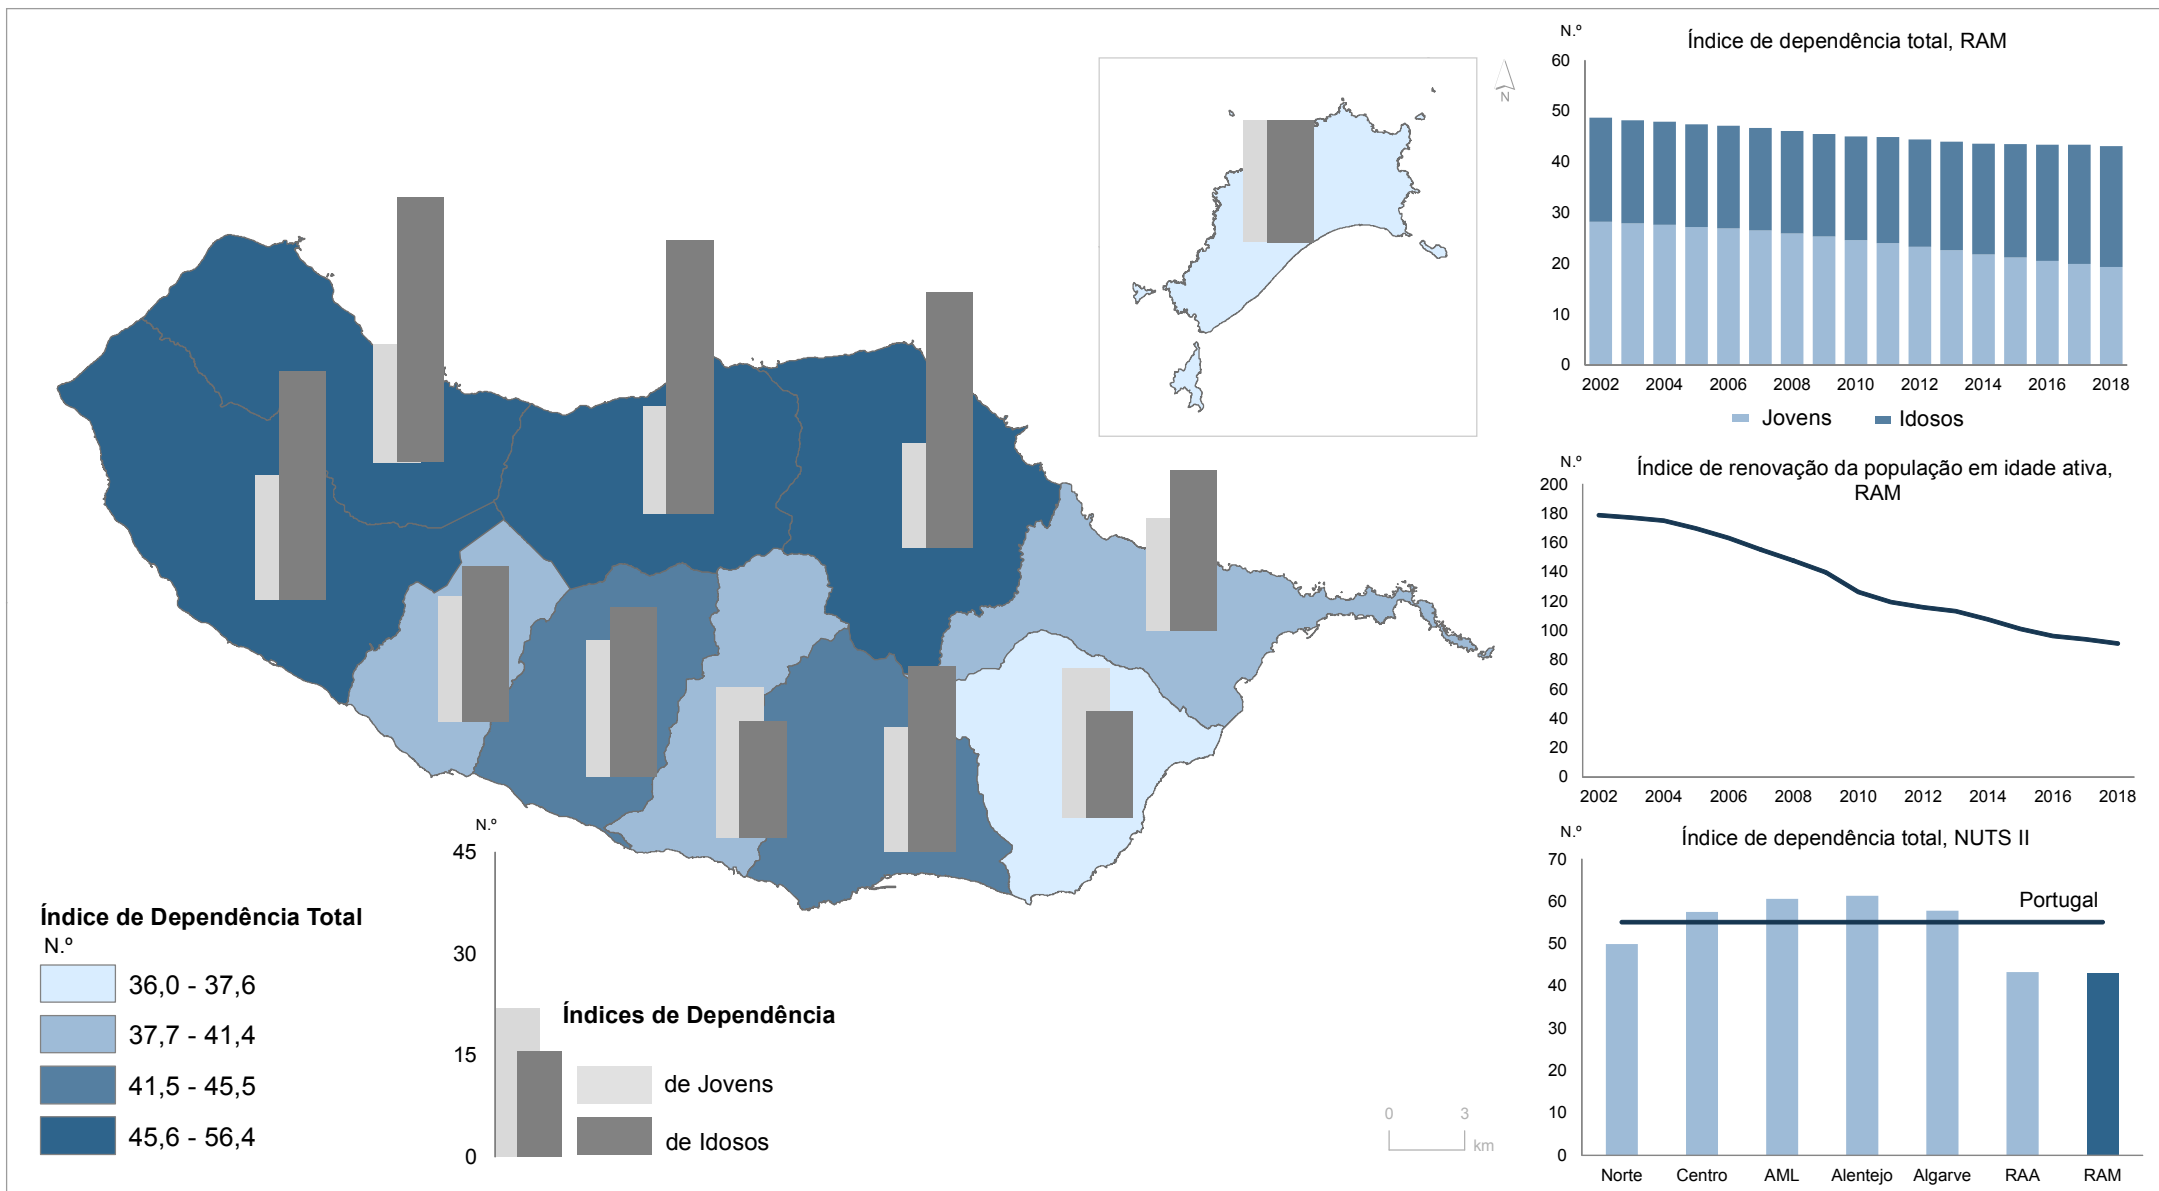 N
N.º
Índice de dependência total, RAM
60
50
40
30
20
10
0
2002 2004 2006 2008 2010 2012 2014 2016 2018
Jovens Idosos
N.º
Índice de renovação da população em idade ativa,
RAM
200
180
160
140
120
100
80
60
40
20
0
2002 2004 2006 2008 2010 2012 2014 2016 2018
N.º
Índice de dependência total, NUTS II
70
60
50
40
30
20
10
0
Portugal
Norte Centro AML Alentejo Algarve RAA RAM
Índice de Dependência Total
N.º
36,0 - 37,6
37,7 - 41,4
41,5 - 45,5
45,6 - 56,4
N.º
45
30
15
0
Índices de Dependência
de Jovens
de Idosos
0 3
km